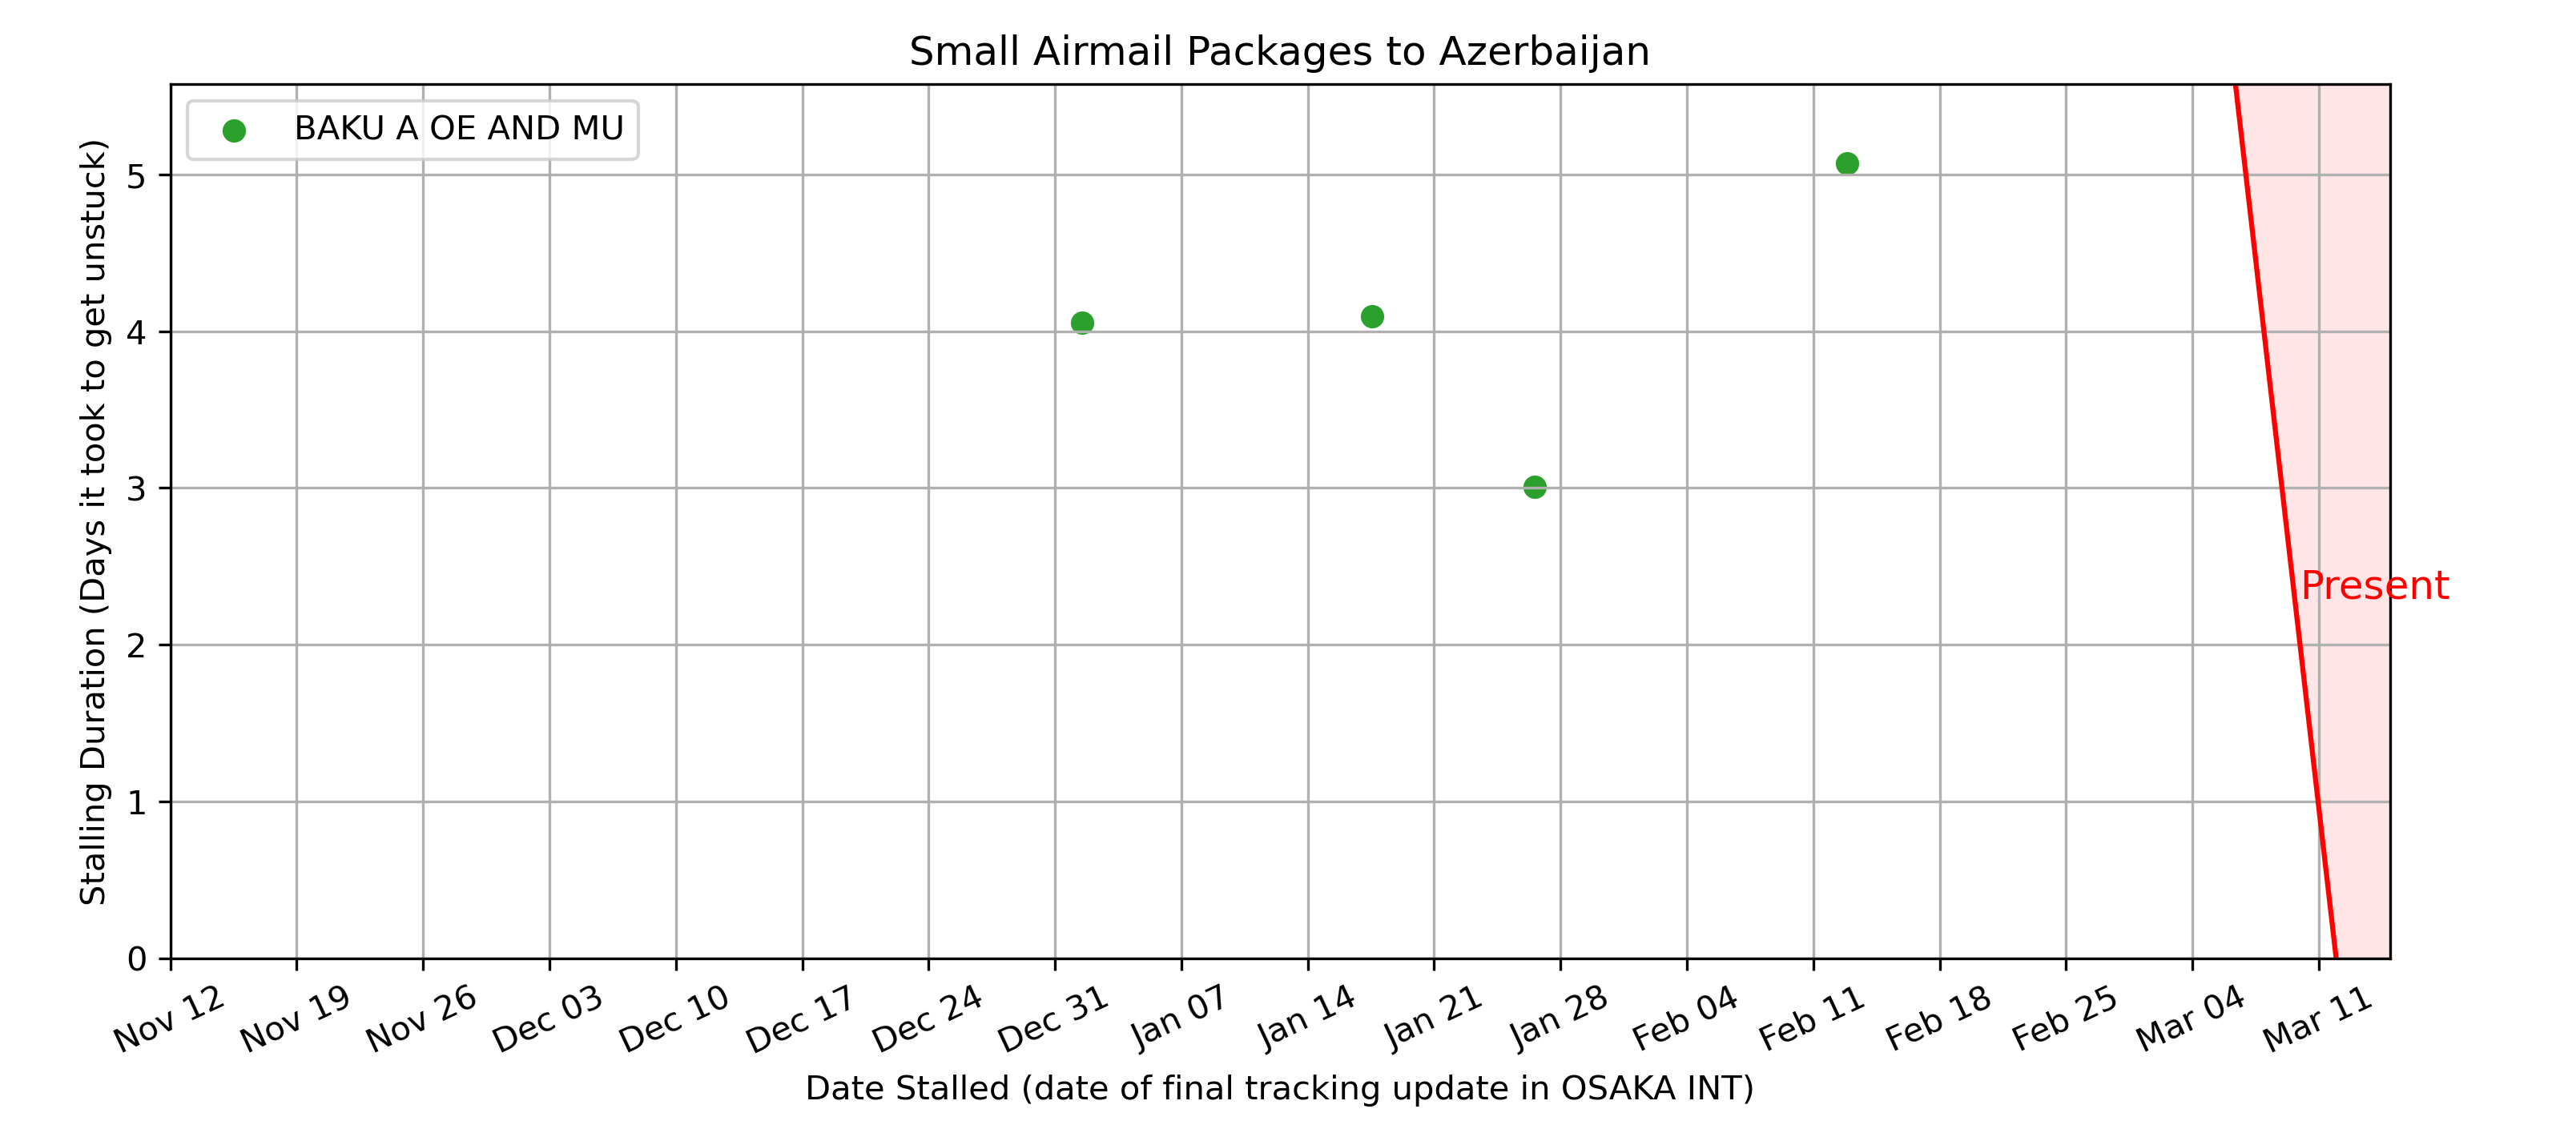 Small Airmail Packages to Azerbaijan
BAKU A OE AND MU
Stalling Duration (Days it took to get unstuck)
5
4
3
2
1
0
Present
Nov 12
Nov 19
Nov 26
Dec 03
Dec 10
Dec 17
Dec 24
Dec 31
Jan 07
Jan 14
Jan 21
Jan 28
Feb 04
Feb 11
Feb 18
Feb 25
Mar 04
Mar 11
Date Stalled (date of final tracking update in OSAKA INT)